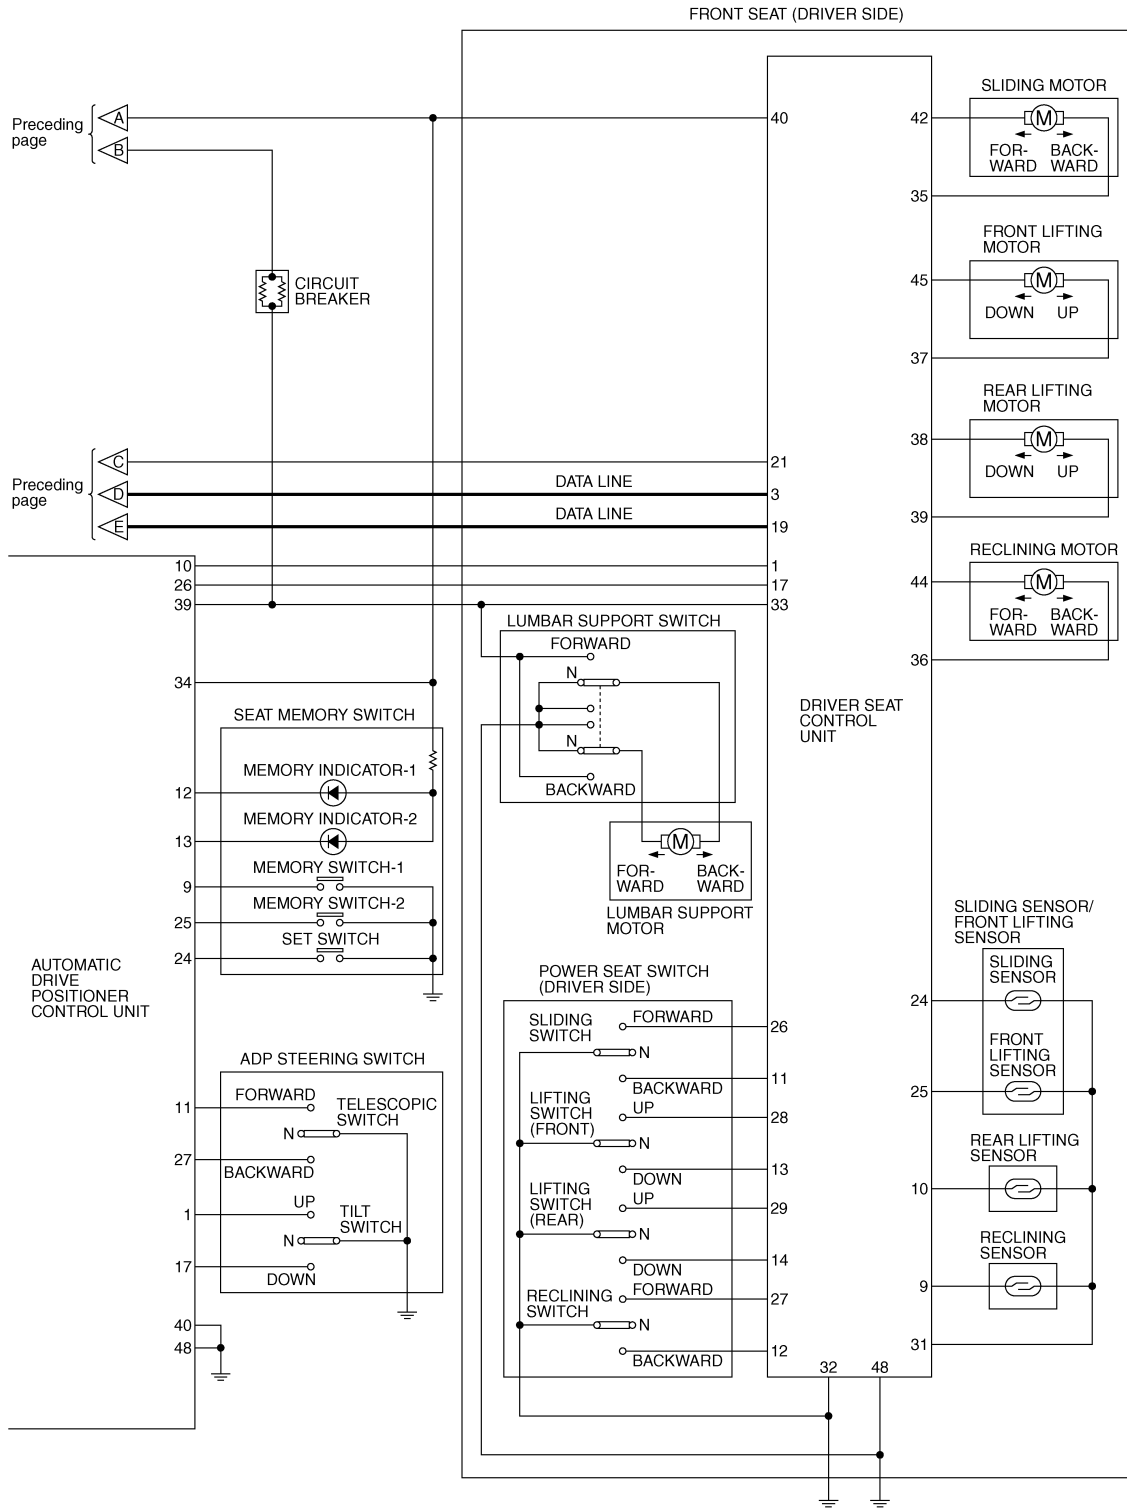 FRONT SEAT (DRIVER SIDE)
Preceding
page
A
B
40
42
35
SLIDING MOTOR
M
FOR-
WARD
BACK-
WARD
CIRCUIT
BREAKER
FRONT LIFTING
MOTOR
45
M
DOWN
UP
37
REAR LIFTING
MOTOR
38
M
DOWN
UP
39
Preceding
page
C
D
E
DATA LINE
DATA LINE
21
3
19
RECLINING MOTOR
44
M
FOR-
WARD
BACK-
WARD
36
10
26
39
1
17
33
LUMBAR SUPPORT SWITCH
FORWARD
N
N
BACKWARD
34
SEAT MEMORY SWITCH
MEMORY INDICATOR-1
12
MEMORY INDICATOR-2
13
MEMORY SWITCH-1
9
MEMORY SWITCH-2
25
SET SWITCH
24
DRIVER SEAT
CONTROL
UNIT
M
FOR-
WARD
BACK-
WARD
LUMBAR SUPPORT
MOTOR
AUTOMATIC
DRIVE
POSITIONER
CONTROL UNIT
SLIDING SENSOR/
FRONT LIFTING
SENSOR
SLIDING
SENSOR
24
FRONT
LIFTING
SENSOR
25
REAR LIFTING
SENSOR
10
RECLINING
SENSOR
9
31
POWER SEAT SWITCH
(DRIVER SIDE)
SLIDING
SWITCH
FORWARD
26
N
BACKWARD
11
LIFTING
SWITCH
(FRONT)
UP
28
N
DOWN
13
LIFTING
SWITCH
(REAR)
UP
29
N
DOWN
14
RECLINING
SWITCH
FORWARD
27
N
BACKWARD
12
32
48
ADP STEERING SWITCH
FORWARD
11
TELESCOPIC
SWITCH
N
27
BACKWARD
UP
1
TILT
SWITCH
N
17
DOWN
40
48